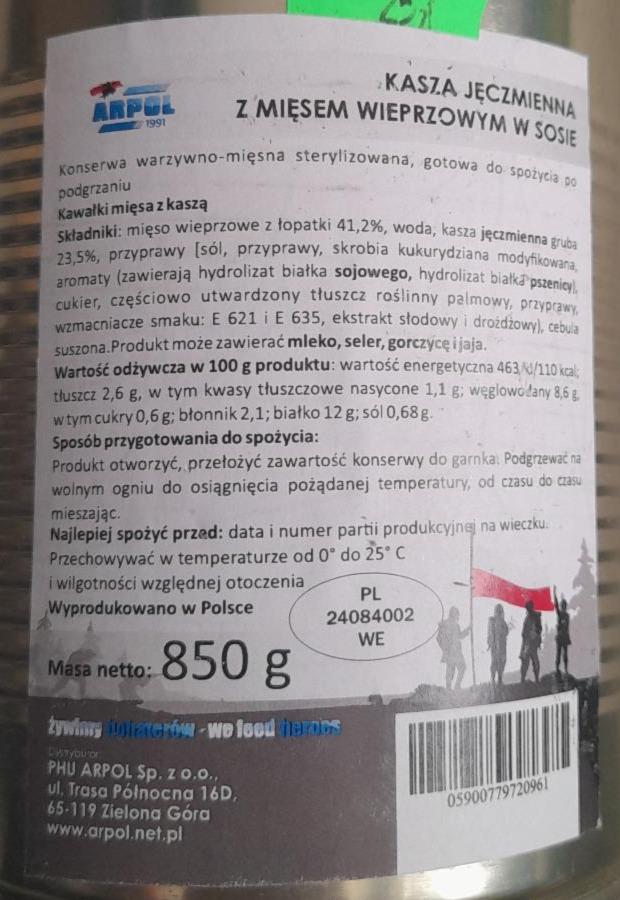 ARPOL
1991
KASZA JĘCZMIENNA
Z MIĘSEM WIEPRZOWYM W SOSIE
Konserwa warzywno-mięsna sterylizowana, gotowa do spożycia po
podgrzaniu
Kawałki mięsa z kaszą
Składniki: mięso wieprzowe z łopatki 41,2%, woda, kasza jęczmienna gruba
23,5%, przyprawy [sól, przyprawy, skrobia kukurydziana modyfikowana,
aromaty (zawierają hydrolizat białka sojowego, hydrolizat białka pszenicy),
cukier, częściowo utwardzony tłuszcz roślinny palmowy, przyprawy,
wzmacniacze smaku: E 621 i E 635, ekstrakt słodowy i drożdżowy], cebula
suszona.Produkt może zawierać mleko, seler, gorczycę i jaja.
Wartość odżywcza w 100 g produktu: wartość energetyczna 463 kJ/110 kcal;
tłuszcz 2,6 g, w tym kwasy tłuszczowe nasycone 1,1 g; węglowodany 8,6 g,
w tym cukry 0,6 g; błonnik 2,1; białko 12 g; sól 0,68 g.
Sposób przygotowania do spożycia:
Produkt otworzyć, przełożyć zawartość konserwy do garnka. Podgrzewać na
wolnym ogniu do osiągnięcia pożądanej temperatury, od czasu do czasu
mieszając.
Najlepiej spożyć przed: data i numer partii produkcyjnej na wieczku.
Przechowywać w temperaturze od 0° do 25° C
i wilgotności względnej otoczenia
Wyprodukowano w Polsce
PL
24084002
WE
Masa netto: 850 g
żywimy bohaterów - we feed heroes
Dystrybutor:
PHU ARPOL Sp. z o.o.,
ul. Trasa Północna 16D,
65-119 Zielona Góra
www.arpol.net.pl
05900779720961